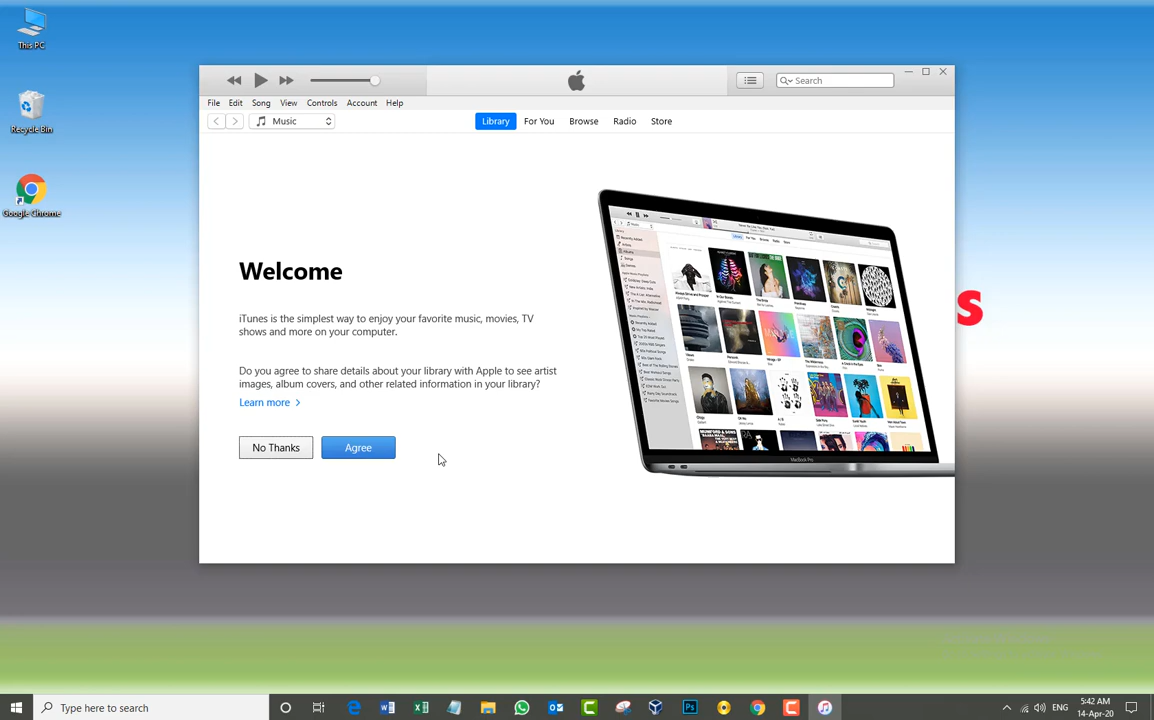 This PC
Recycle Bin
Google Chrome
Search
File Edit Song View Controls Account Help
Music
Library For You Browse Radio Store
Welcome
iTunes is the simplest way to enjoy your favorite music, movies, TV
shows and more on your computer.
Do you agree to share details about your library with Apple to see artist
images, album covers, and other related information in your library?
Learn more
No Thanks
Agree
MacBook Pro
s
Type here to search
ENG
5:42 AM
14-Apr-20